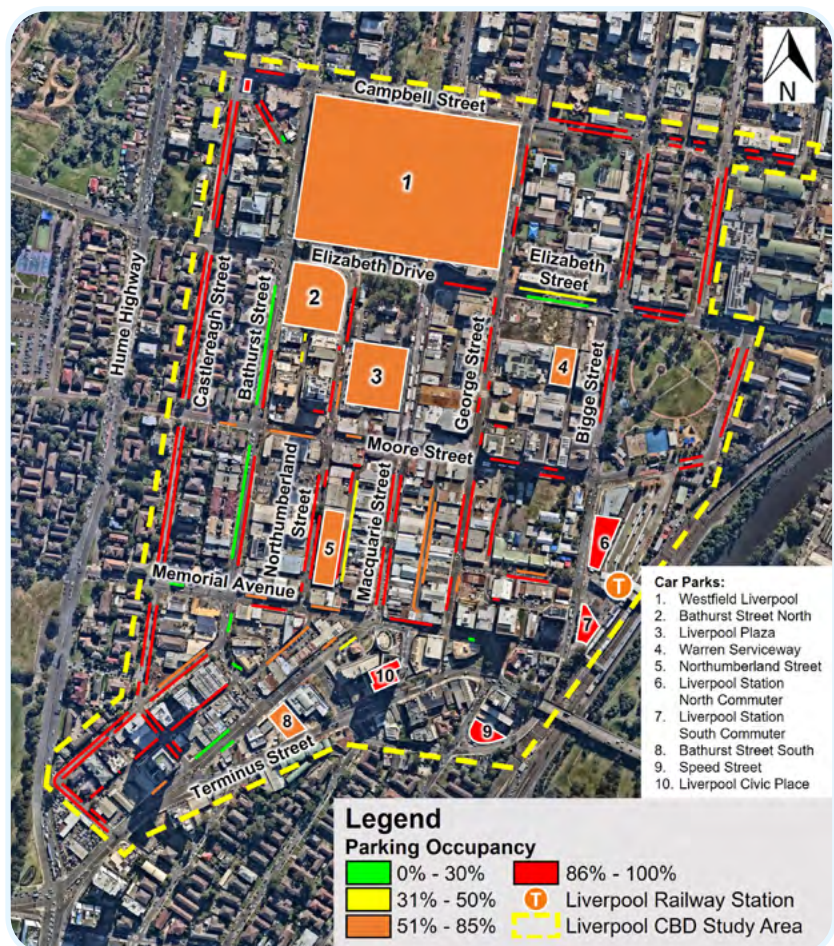 N
Campbell Street
1
Elizabeth Drive
Elizabeth
Street
Hume Highway
Castlereagh Street
Bathurst Street
2
3
4
George Street
Bigge Street
Moore Street
Northumberland
Street
Macquarie Street
5
6
T
Memorial Avenue
7
10
8
9
Terminus Street
Car Parks:
1. Westfield Liverpool
2. Bathurst Street North
3. Liverpool Plaza
4. Warren Serviceway
5. Northumberland Street
6. Liverpool Station
North Commuter
7. Liverpool Station
South Commuter
8. Bathurst Street South
9. Speed Street
10. Liverpool Civic Place
Legend
Parking Occupancy
0% - 30%
31% - 50%
51% - 85%
86% - 100%
T Liverpool Railway Station
Liverpool CBD Study Area